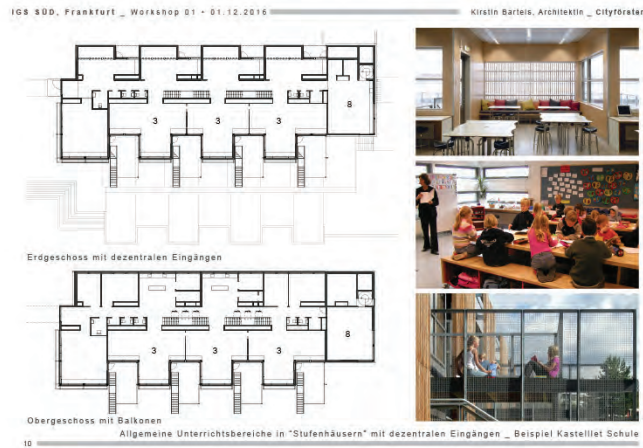 IGS SÜD, Frankfurt _ Workshop 01 • 01.12.2016
Kirstin Bartels, Architektin _ Cityförster
3 3 3 8
Erdgeschoss mit dezentralen Eingängen
3 3 3 8
Obergeschoss mit Balkonen
Allgemeine Unterrichtsbereiche in "Stufenhäusern" mit dezentralen Eingängen _ Beispiel Kastelllet Schule
10